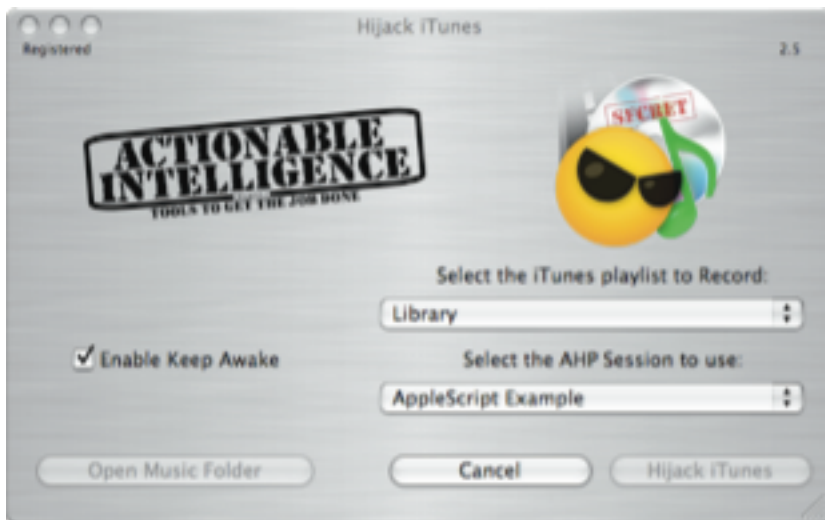 Hijack iTunes
Registered
2.5
SECRET
ACTIONABLE
INTELLIGENCE
TOOLS TO GET THE JOB DONE
Select the iTunes playlist to Record:
Library
Enable Keep Awake
Select the AHP Session to use:
AppleScript Example
Open Music Folder
Cancel
Hijack iTunes